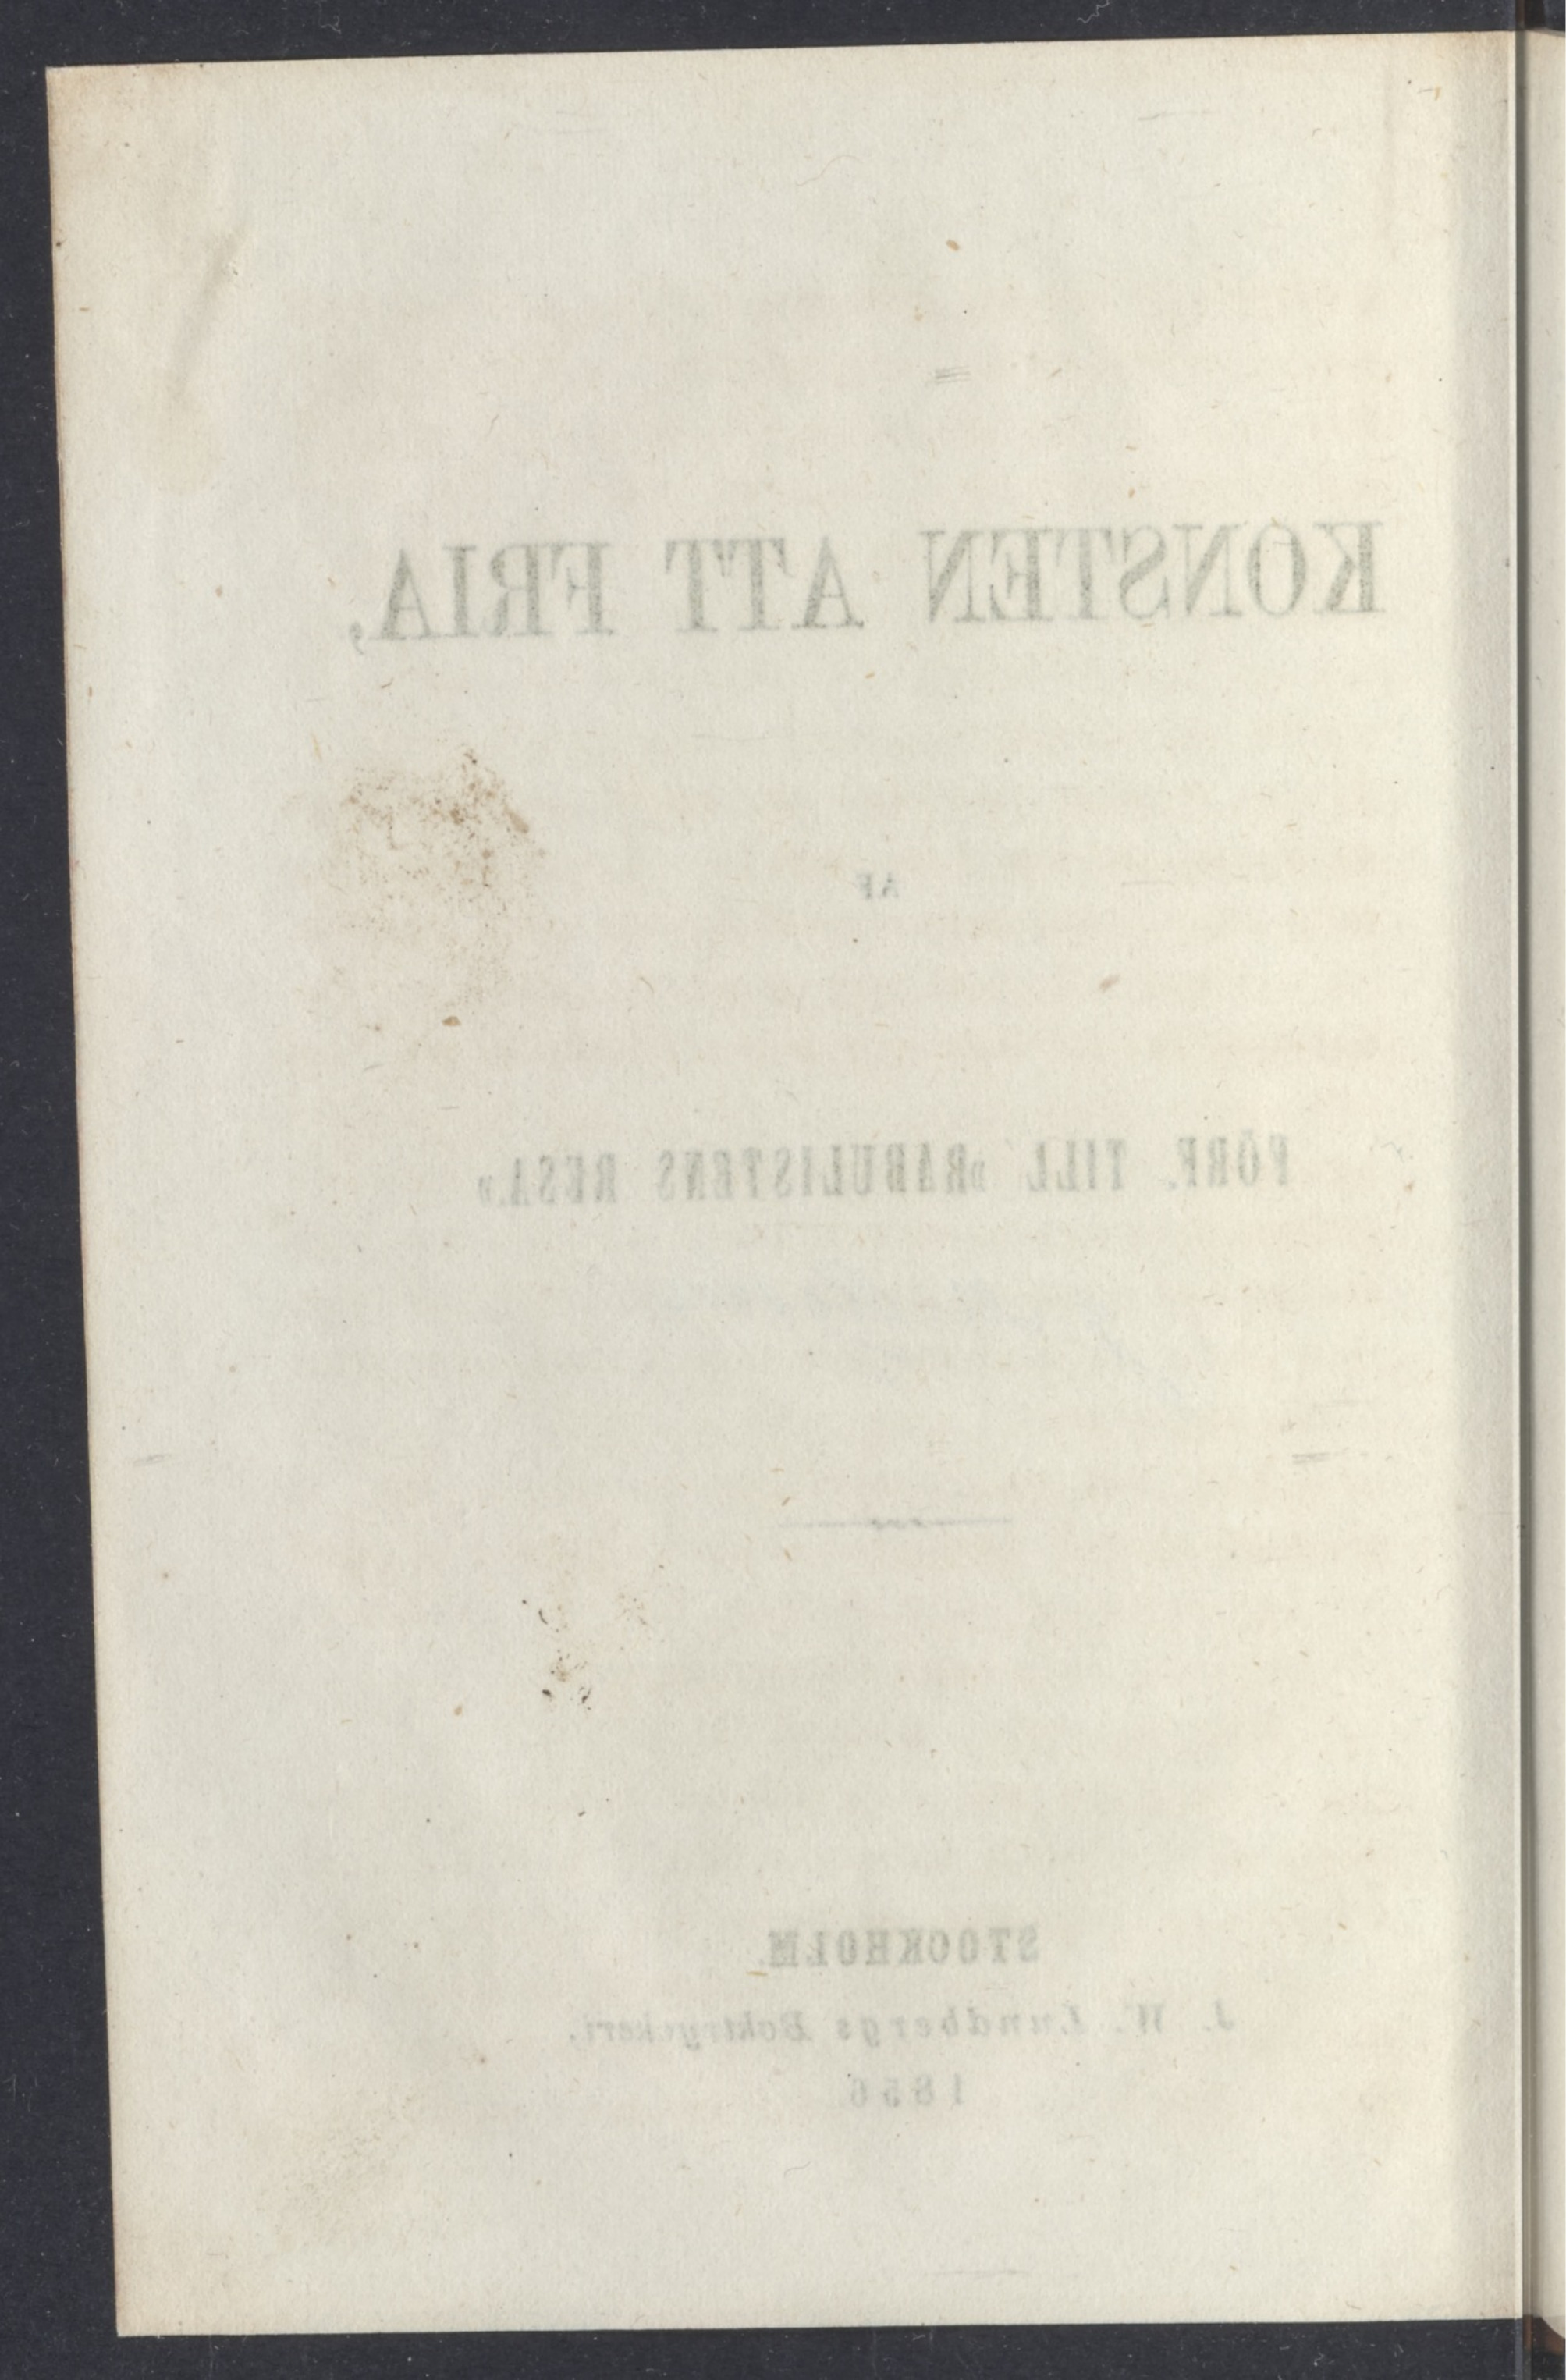 KONSTEN ATT FRIA,
AF
FÖRF. TILL »RABULISTENS RESA.»
STOCKHOLM.
J. W. Lundbergs Boktryckeri.
1856